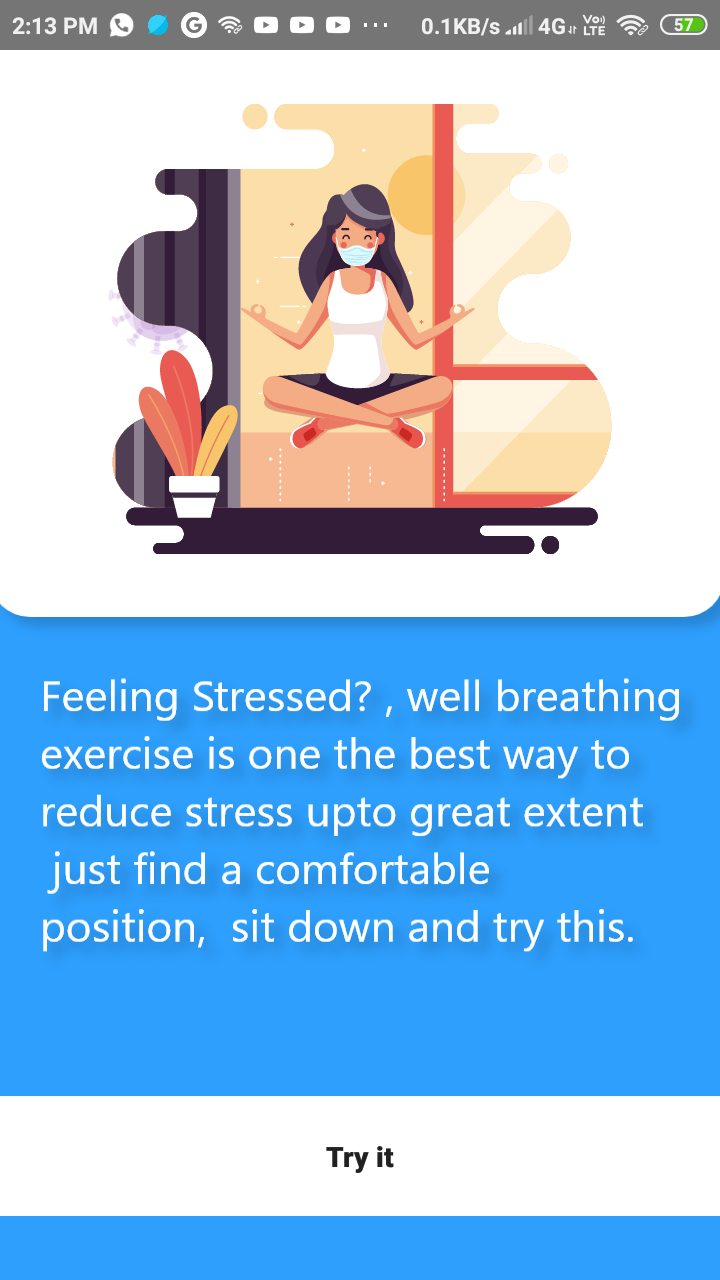 2:13 PM 0.1KB/s 4G Vo) LTE 57
Feeling Stressed? , well breathing
exercise is one the best way to
reduce stress upto great extent
just find a comfortable
position,  sit down and try this.
Try it